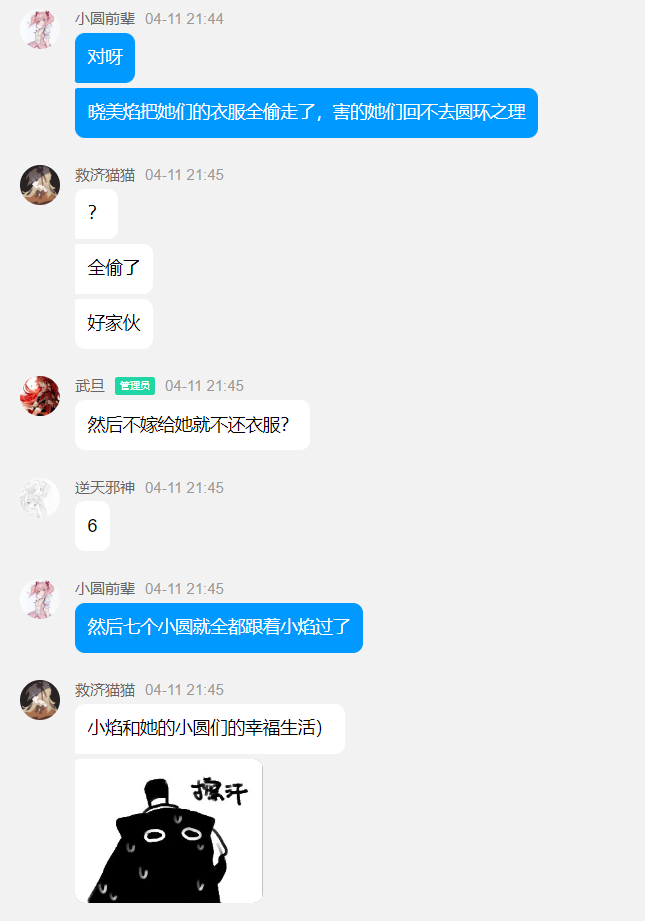 小圆前辈 04-11 21:44
对呀
晓美焰把她们的衣服全偷走了，害的她们回不去圆环之理
救济猫猫 04-11 21:45
？
全偷了
好家伙
武旦 管理员 04-11 21:45
然后不嫁给她就不还衣服？
逆天邪神 04-11 21:45
6
小圆前辈 04-11 21:45
然后七个小圆就全都跟着小焰过了
救济猫猫 04-11 21:45
小焰和她的小圆们的幸福生活）
擦汗